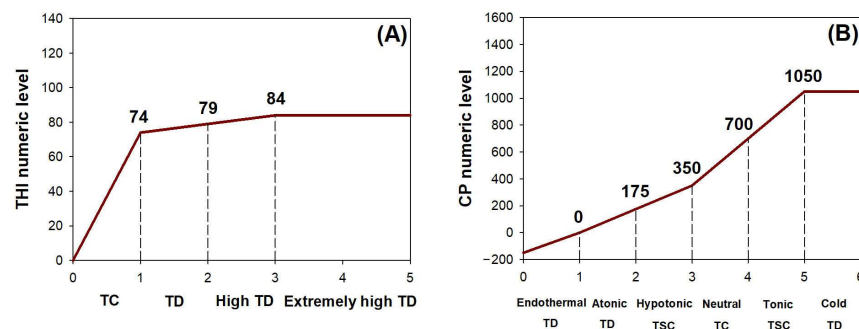 (A)
THI numeric level
140
120
100
80
60
40
20
0
74
79
84
0 1 2 3 4 5
TC TD High TD Extremely high TD
(B)
CP numeric level
1600
1400
1200
1000
800
600
400
200
0
−200
0
175
350
700
1050
0 1 2 3 4 5 6
Endothermal Atonic Hypotonic Neutral Tonic Cold
TD TD TSC TC TSC TD